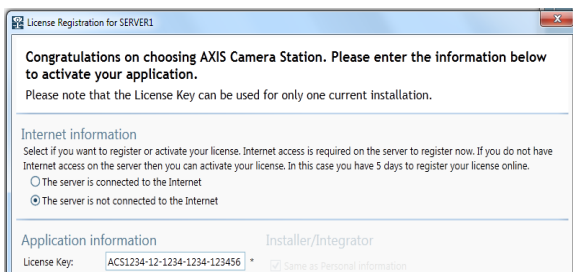 License Registration for SERVER1
x
Congratulations on choosing AXIS Camera Station. Please enter the information below
to activate your application.
Please note that the License Key can be used for only one current installation.
Internet information
Select if you want to register or activate your license. Internet access is required on the server to register now. If you do not have
Internet access on the server then you can activate your license. In this case you have 5 days to register your license online.
The server is connected to the Internet
The server is not connected to the Internet
Application information
Installer/Integrator
License Key: ACS1234-12-1234-1234-123456 *
Same as Personal information